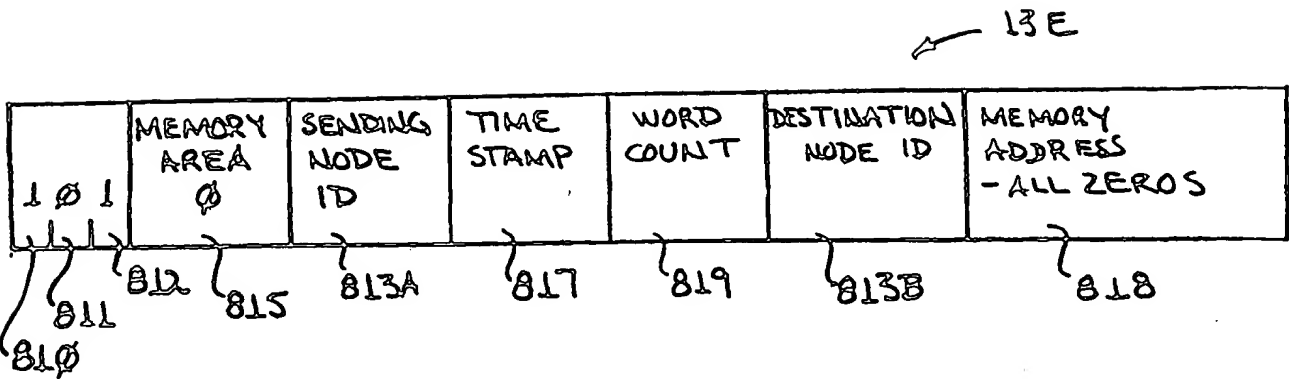 13E
1 Ø 1
MEMORY
AREA
Ø
SENDING
NODE
ID
TIME
STAMP
WORD
COUNT
DESTINATION
NODE ID
MEMORY
ADDRESS
- ALL ZEROS
81Ø
811
812
815
813A
817
819
813B
818